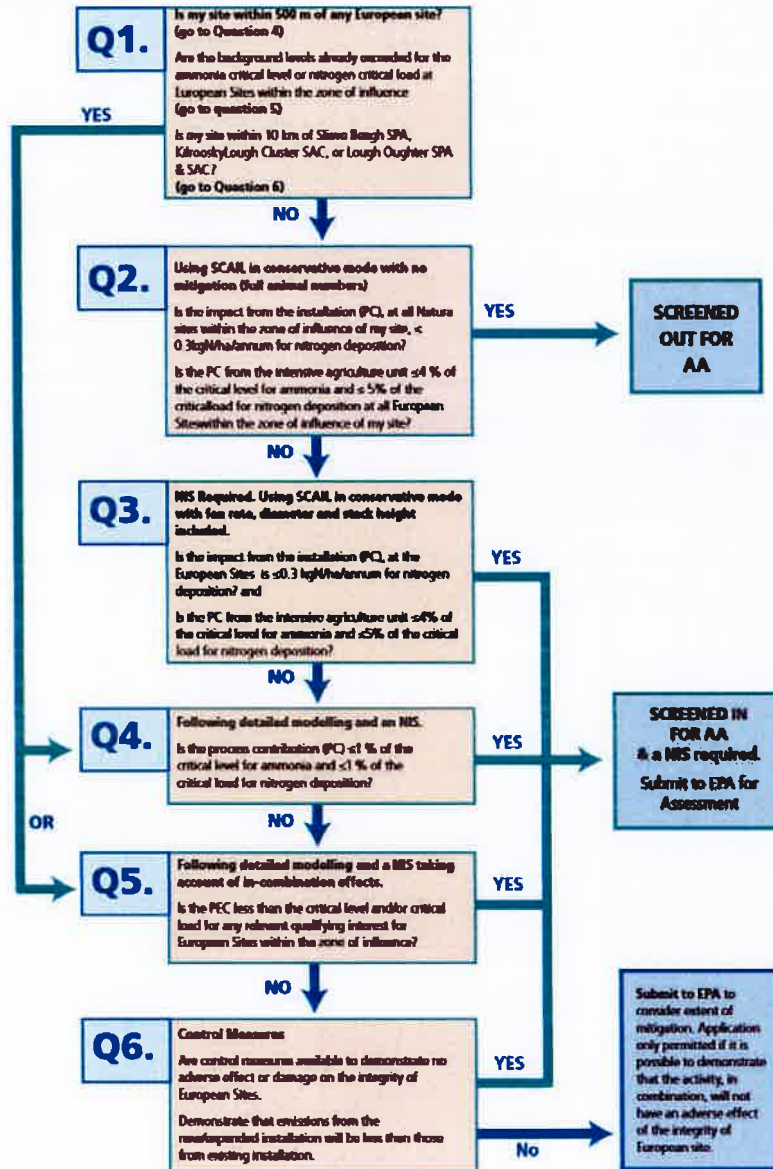 Q1.
Is my site within 500 m of any European site?
(go to Question 4)
Are the background levels already exceeded for the
ammonia critical level or nitrogen critical load at
European Sites within the zone of influence
(go to question 5)
Is my site within 10 km of Slieve Beagh SPA,
KilrooskyLough Cluster SAC, or Lough Oughter SPA
& SAC?
(go to Question 6)
YES
NO
Q2.
Using SCAIL in conservative mode with no
mitigation (full animal numbers)
Is the impact from the installation (PC), at all Natura
sites within the zone of influence of my site, <
0.3kgN/ha/annum for nitrogen deposition?
Is the PC from the intensive agriculture unit ≤4 % of
the critical level for ammonia and ≤ 5% of the
criticalload for nitrogen deposition at all European
Siteswithin the zone of influence of my site?
YES
SCREENED
OUT FOR
AA
NO
Q3.
NIS Required. Using SCAIL in conservative mode
with fan rate, diameter and stack height
included.
Is the impact from the installation (PC), at the
European Sites is ≤0.3 kgN/ha/annum for nitrogen
deposition? and
Is the PC from the intensive agriculture unit ≤4% of
the critical level for ammonia and ≤5% of the critical
load for nitrogen deposition?
YES
NO
Q4.
Following detailed modelling and an NIS.
Is the process contribution (PC) ≤1 % of the
critical level for ammonia and ≤1 % of the
critical load for nitrogen deposition?
YES
SCREENED IN
FOR AA
& a NIS required.
Submit to EPA for
Assessment
NO
OR
Q5.
Following detailed modelling and a NIS taking
account of in-combination effects.
Is the PEC less than the critical level and/or critical
load for any relevant qualifying interest for
European Sites within the zone of influence?
YES
NO
Q6.
Control Measures
Are control measures available to demonstrate no
adverse effect or damage on the integrity of
European Sites.
Demonstrate that emissions from the
new/expanded installation will be less than those
from existing installation.
YES
No
Submit to EPA to
consider extent of
mitigation. Application
only permitted if it is
possible to demonstrate
that the activity, in
combination, will not
have an adverse effect
of the integrity of
European site.